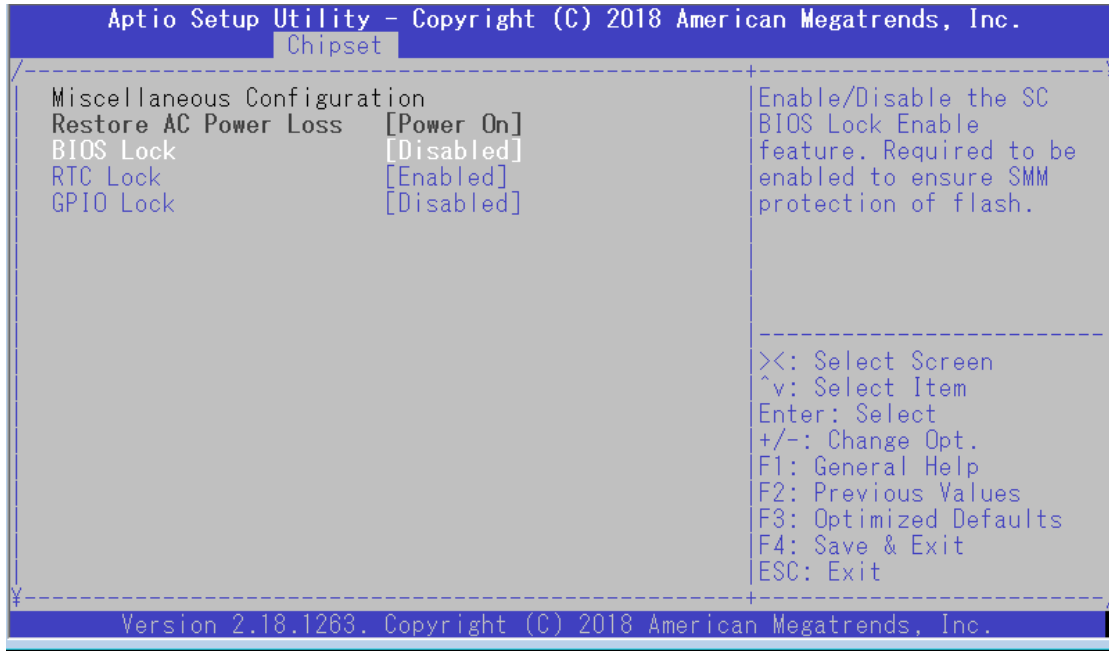 Aptio Setup Utility - Copyright (C) 2018 American Megatrends, Inc.
Chipset
Miscellaneous Configuration
Restore AC Power Loss [Power On]
BIOS Lock [Disabled]
RTC Lock [Enabled]
GPIO Lock [Disabled]
Enable/Disable the SC
BIOS Lock Enable
feature. Required to be
enabled to ensure SMM
protection of flash.
><: Select Screen
^v: Select Item
Enter: Select
+/-: Change Opt.
F1: General Help
F2: Previous Values
F3: Optimized Defaults
F4: Save & Exit
ESC: Exit
Version 2.18.1263. Copyright (C) 2018 American Megatrends, Inc.